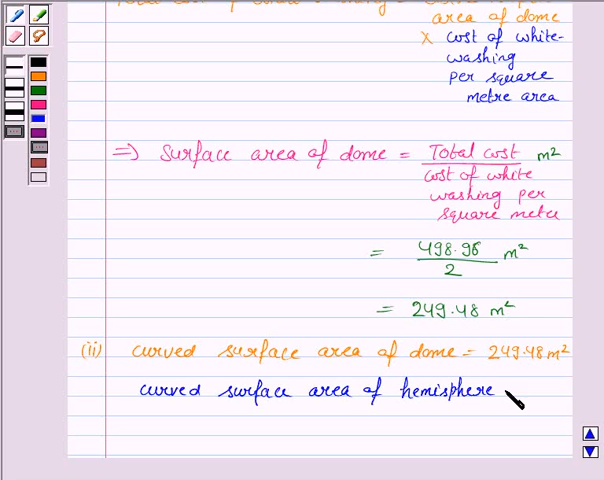 area of dome
× cost of white-
washing
per square
metre area
=> Surface area of dome = Total cost m²
cost of white
washing per
square metre
= 498.96 m²
2
= 249.48 m²
(ii) curved surface area of dome = 249.48 m²
curved surface area of hemisphere